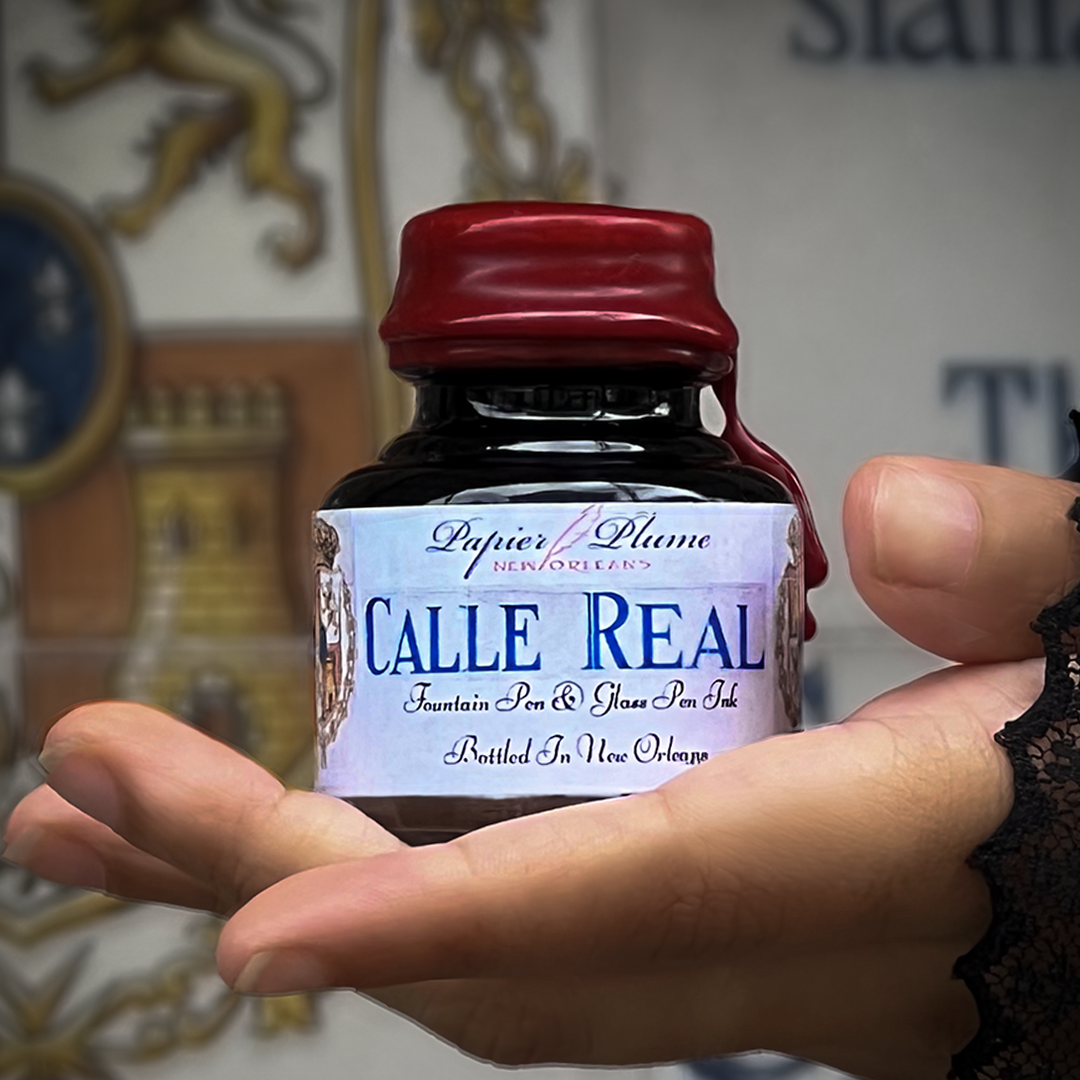 Papier Plume
NEW ORLEANS
CALLE REAL
Fountain Pen & Glass Pen Ink
Bottled In New Orleans